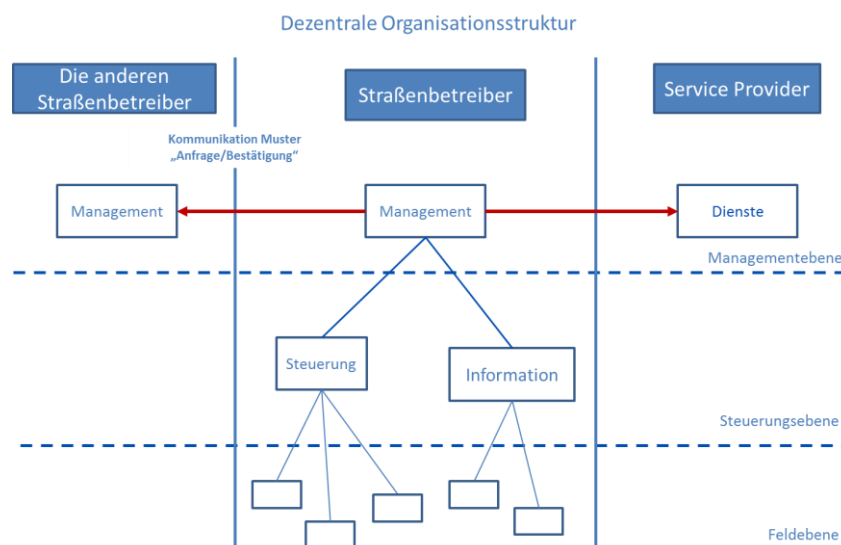 Dezentrale Organisationsstruktur
Die anderen
Straßenbetreiber
Straßenbetreiber
Service Provider
Kommunikation Muster
„Anfrage/Bestätigung“
Management
Management
Dienste
Managementebene
Steuerung
Information
Steuerungsebene
Feldebene